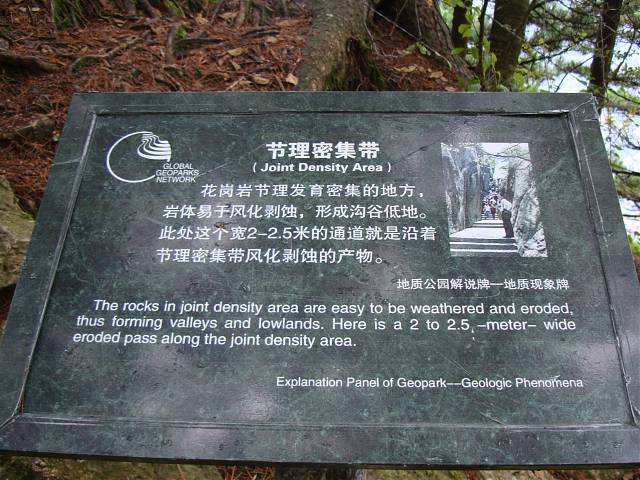 GLOBAL
GEOPARKS
NETWORK
节理密集带
( Joint Density Area )
花岗岩节理发育密集的地方，
岩体易于风化剥蚀，形成沟谷低地。
此处这个宽2-2.5米的通道就是沿着
节理密集带风化剥蚀的产物。
地质公园解说牌—地质现象牌
The rocks in joint density area are easy to be weathered and eroded,
thus forming valleys and lowlands. Here is a 2 to 2.5 -meter- wide
eroded pass along the joint density area.
Explanation Panel of Geopark---Geologic Phenomena